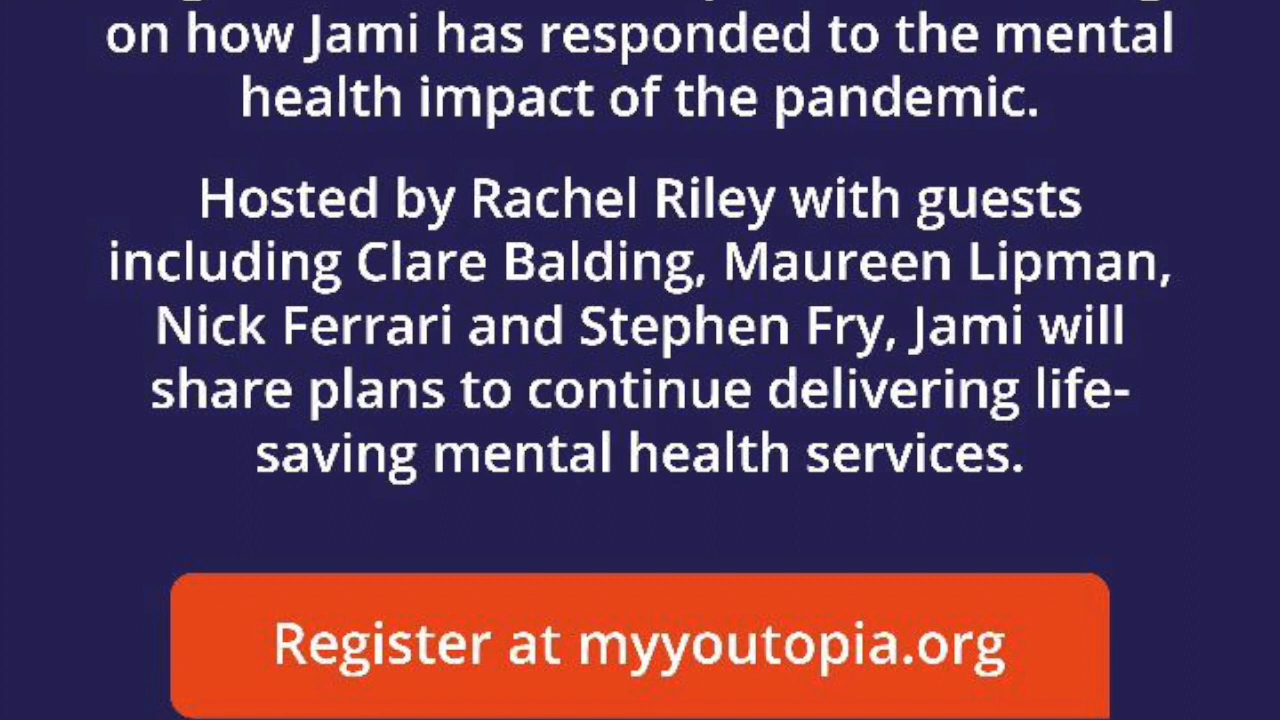 on how Jami has responded to the mental
health impact of the pandemic.
Hosted by Rachel Riley with guests
including Clare Balding, Maureen Lipman,
Nick Ferrari and Stephen Fry, Jami will
share plans to continue delivering life-
saving mental health services.
Register at myyoutopia.org